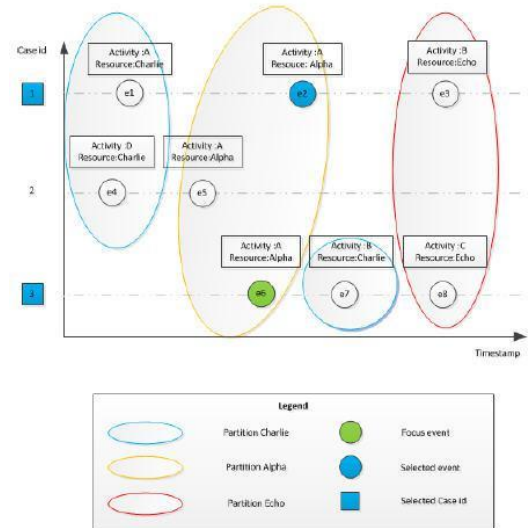 Case id
Activity :A
Resource:Charlie
Activity :A
Resource: Alpha
Activity :B
Resource:Echo
1
e1
e2
e3
Activity :D
Resource:Charlie
Activity :A
Resource:Alpha
2
e4
e5
Activity :A
Resource:Alpha
Activity :B
Resource:Charlie
Activity :C
Resource:Echo
3
e6
e7
e8
Timestamp
Legend
Partition Charlie
Focus event
Partition Alpha
Selected event
Partition Echo
Selected Case id